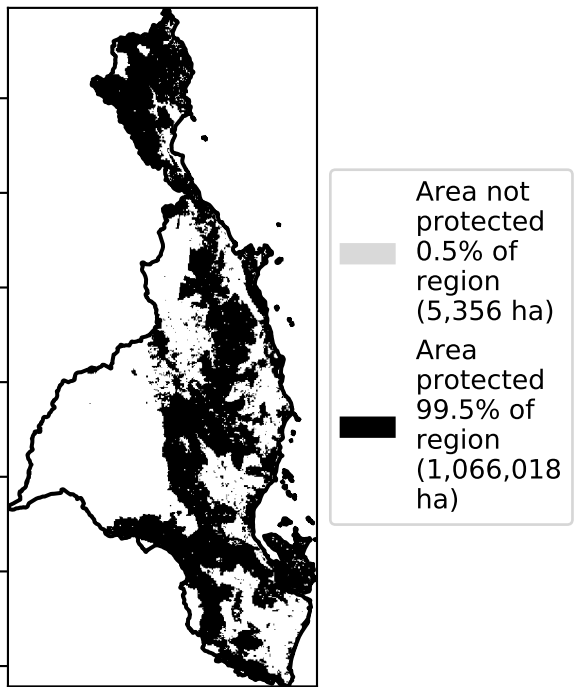 Area not
protected
0.5% of
region
(5,356 ha)
Area
protected
99.5% of
region
(1,066,018
ha)